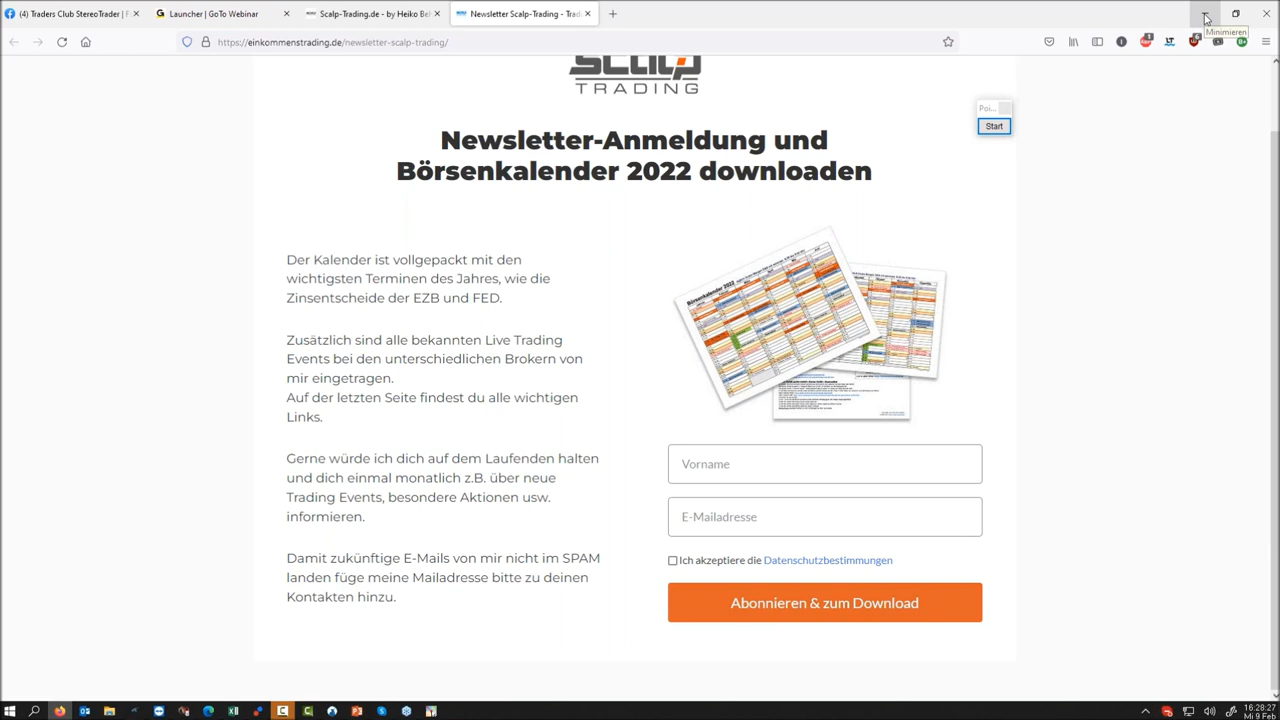 (4) Traders Club StereoTrader | F
Launcher | GoTo Webinar
Scalp-Trading.de - by Heiko Be
Newsletter Scalp-Trading - Trad
https://einkommenstrading.de/newsletter-scalp-trading/
Minimieren
SCALP
TRADING
Poi...
Start
Newsletter-Anmeldung und
Börsenkalender 2022 downloaden
Der Kalender ist vollgepackt mit den
wichtigsten Terminen des Jahres, wie die
Zinsentscheide der EZB und FED.
Zusätzlich sind alle bekannten Live Trading
Events bei den unterschiedlichen Brokern von
mir eingetragen.
Auf der letzten Seite findest du alle wichtigen
Links.
Gerne würde ich dich auf dem Laufenden halten
und dich einmal monatlich z.B. über neue
Trading Events, besondere Aktionen usw.
informieren.
Damit zukünftige E-Mails von mir nicht im SPAM
landen füge meine Mailadresse bitte zu deinen
Kontakten hinzu.
Börsenkalender 2022
Vorname
E-Mailadresse
Ich akzeptiere die Datenschutzbestimmungen
Abonnieren & zum Download
16:28:27
Mi 9 Feb